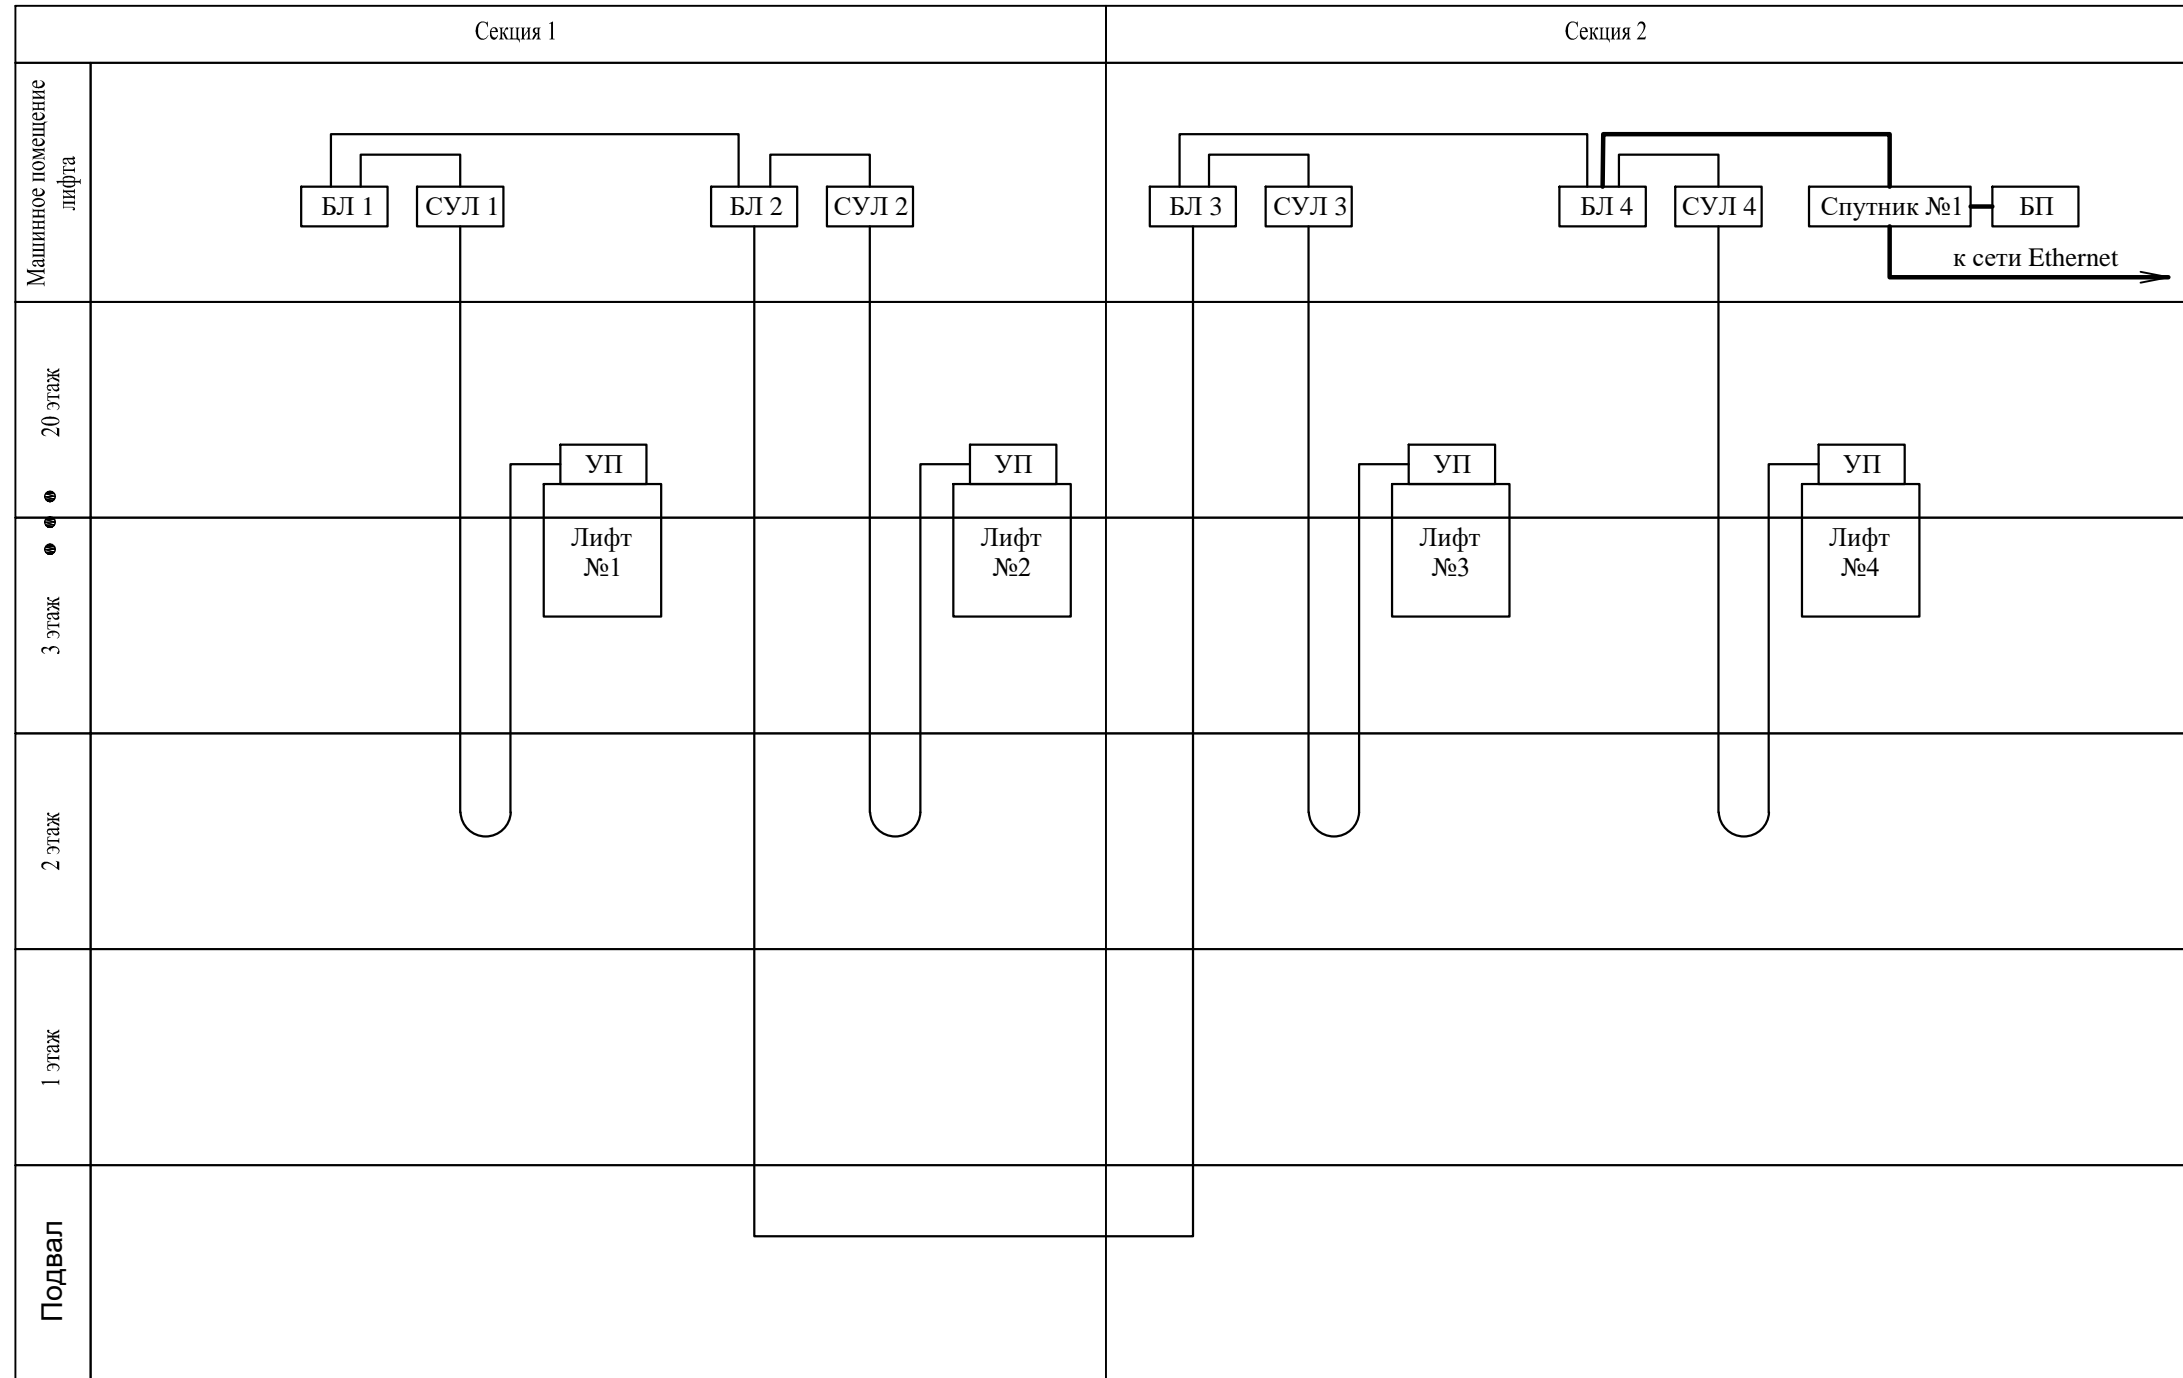 Секция 1
Секция 2
Машинное помещение
лифта
БЛ 1
СУЛ 1
БЛ 2
СУЛ 2
БЛ 3
СУЛ 3
БЛ 4
СУЛ 4
Спутник №1
БП
к сети Ethernet
20 этаж
УП
УП
УП
УП
Лифт
№1
Лифт
№2
Лифт
№3
Лифт
№4
3 этаж
2 этаж
1 этаж
Подвал